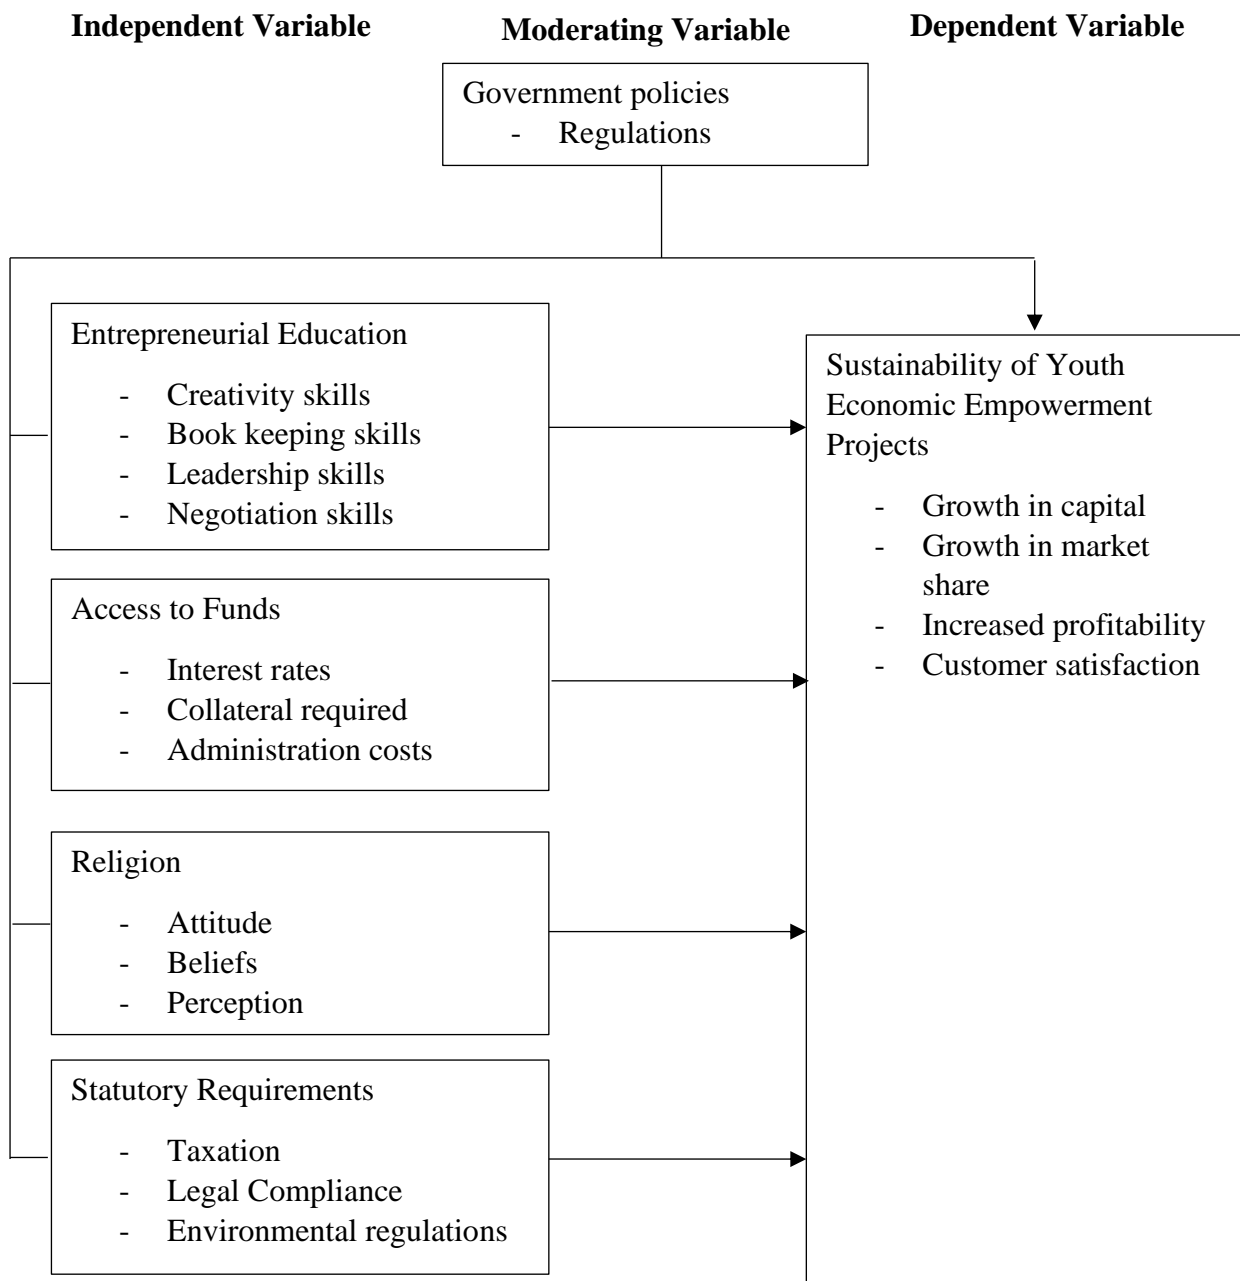 Independent Variable
Moderating Variable
Dependent Variable
Government policies
- Regulations
Entrepreneurial Education
- Creativity skills
- Book keeping skills
- Leadership skills
- Negotiation skills
Access to Funds
- Interest rates
- Collateral required
- Administration costs
Religion
- Attitude
- Beliefs
- Perception
Statutory Requirements
- Taxation
- Legal Compliance
- Environmental regulations
Sustainability of Youth
Economic Empowerment
Projects
- Growth in capital
- Growth in market
share
- Increased profitability
- Customer satisfaction